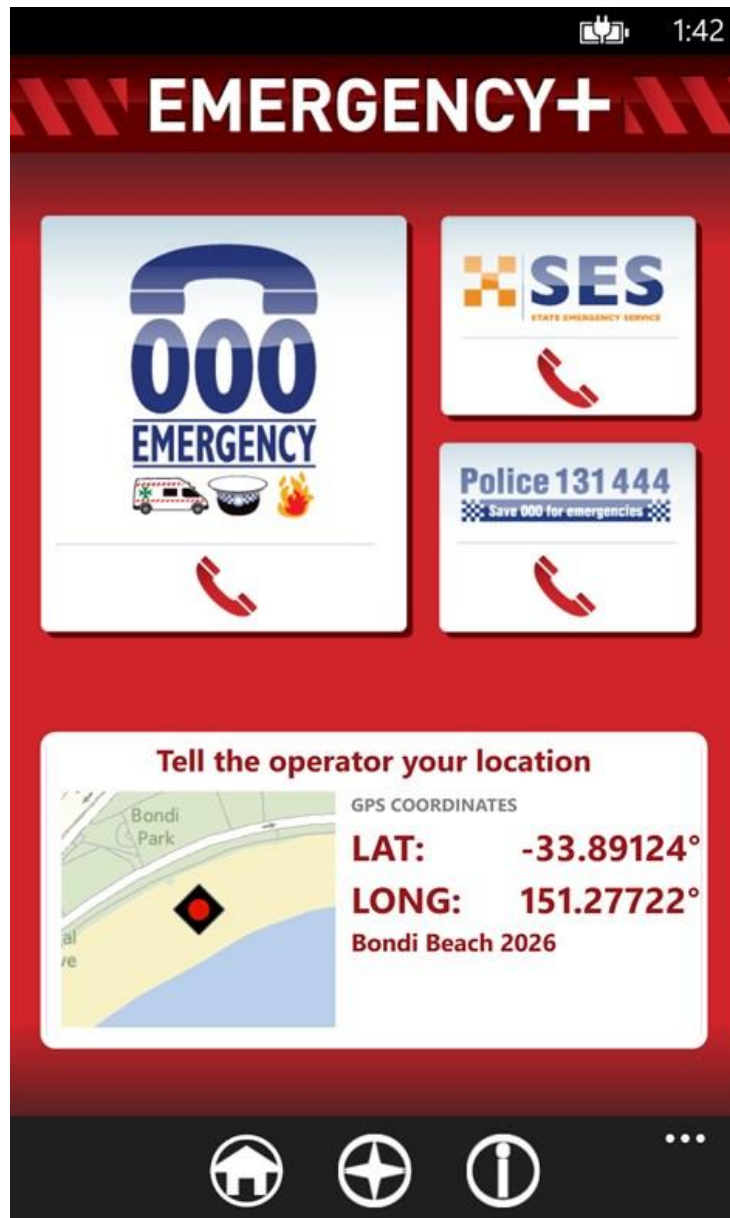 1:42
EMERGENCY+
000
EMERGENCY
SES
STATE EMERGENCY SERVICE
Police 131 444
Save 000 for emergencies
Tell the operator your location
Bondi
Park
GPS COORDINATES
LAT: -33.89124°
LONG: 151.27722°
Bondi Beach 2026